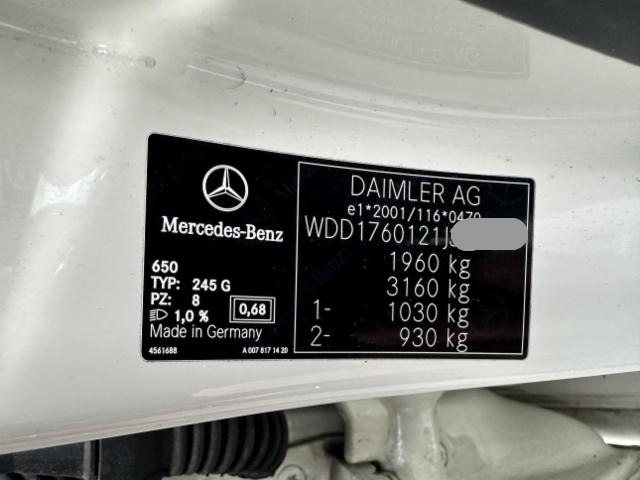 Mercedes-Benz
650
TYP: 245 G
PZ: 8
1,0 %
0,68
Made in Germany
4561688
A 007 817 14 20
DAIMLER AG
e1*2001/116*0470
WDD1760121J
1960 kg
3160 kg
1- 1030 kg
2- 930 kg